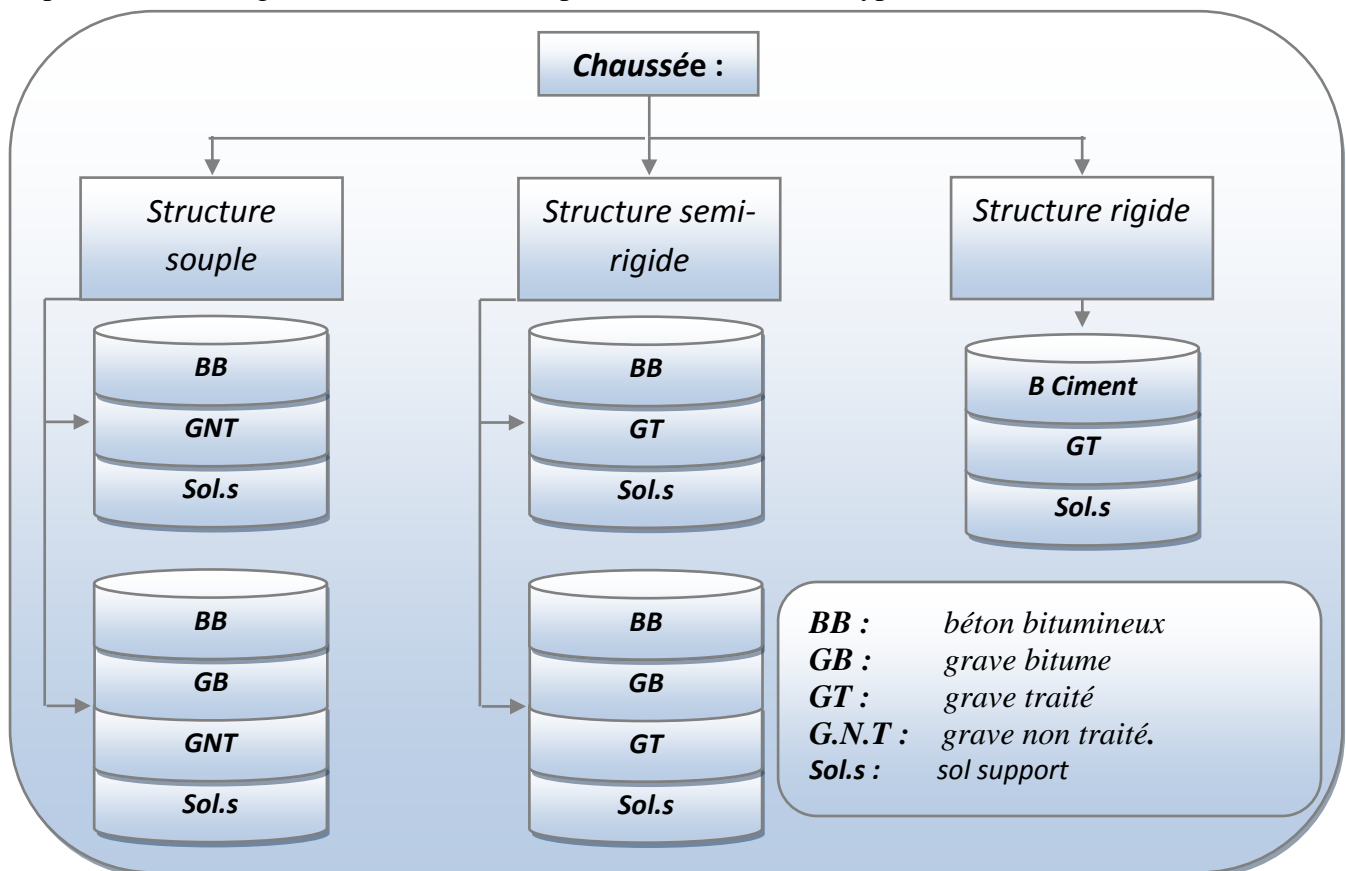 Chaussée :
Structure
souple
Structure semi-
rigide
Structure rigide
BB
GNT
Sol.s
BB
GB
GNT
Sol.s
BB
GT
Sol.s
BB
GB
GT
Sol.s
B Ciment
GT
Sol.s
BB : béton bitumineux
GB : grave bitume
GT : grave traité
G.N.T : grave non traité.
Sol.s : sol support